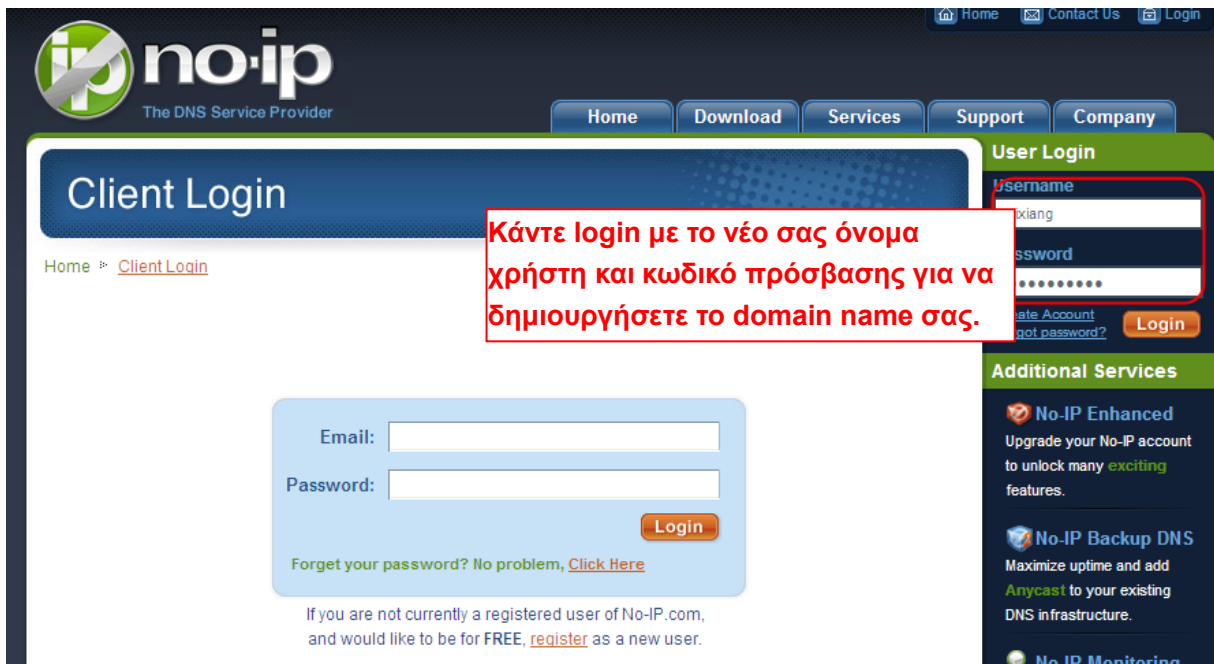 Home Contact Us Login
no·ip
The DNS Service Provider
Home Download Services Support Company
Client Login
Home Client Login
Κάντε login με το νέο σας όνομα
χρήστη και κωδικό πρόσβασης για να
δημιουργήσετε το domain name σας.
Email:
Password:
Login
Forget your password? No problem, Click Here
If you are not currently a registered user of No-IP.com,
and would like to be for FREE, register as a new user.
User Login
Username
Login
Additional Services
No-IP Enhanced
Upgrade your No-IP account
to unlock many exciting
features.
No-IP Backup DNS
Maximize uptime and add
Anycast to your existing
DNS infrastructure.
No-IP Monitoring